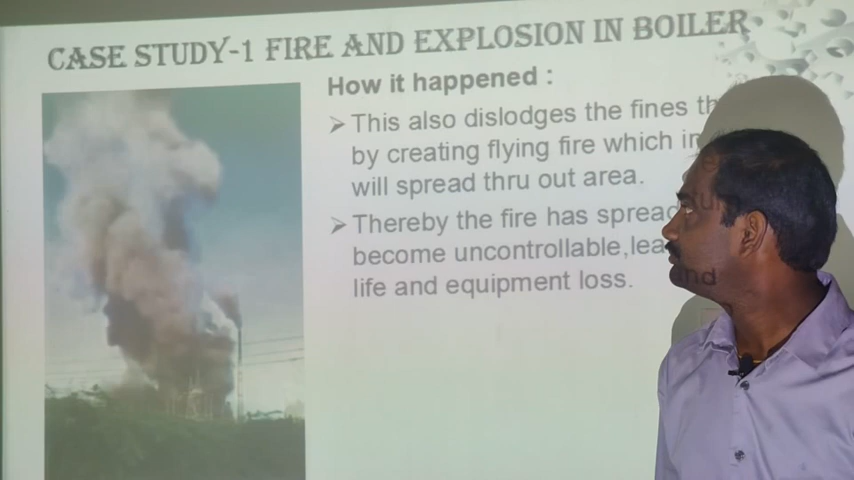 CASE STUDY-1 FIRE AND EXPLOSION IN BOILER
How it happened :
➤This also dislodges the fines
by creating flying fire which
will spread thru out area.
➤Thereby the fire has
become uncontrollable,
life and equipment loss.